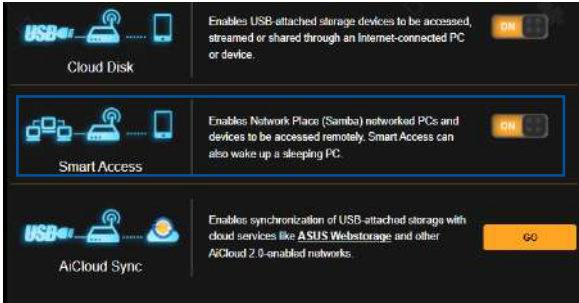 Enables USB-attached storage devices to be accessed,
USB
streamed or shared through an Internet-connected PC
ON
or device.
Cloud Disk
Enables Network Place (Samba) networked PCs and
devices to be accessed remotely. Smart Access can
ON
also wake up a sleeping PC.
Smart Access
Enables synchronization of USB-attached storage with
USB
cloud services like ASUS Webstorage and other
GO
AiCloud 2.0-enabled networks.
AiCloud Sync